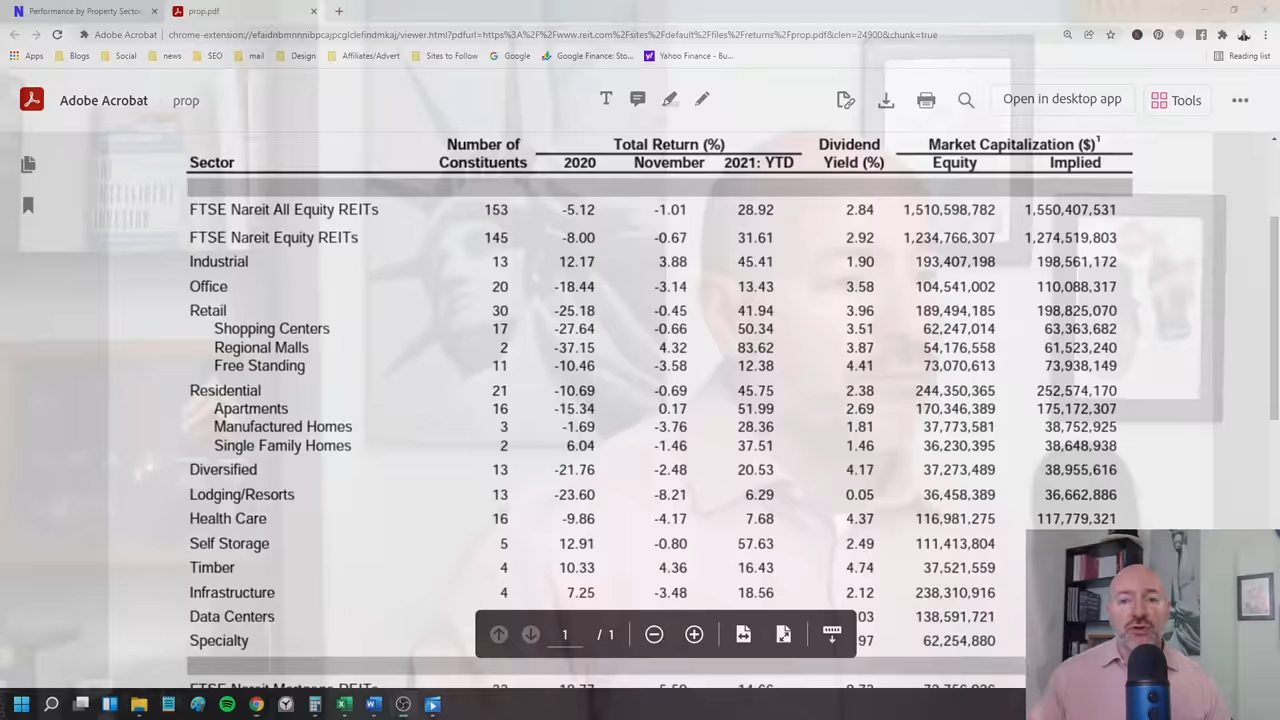 Performance by Property Sector
prop.pdf
Adobe Acrobat
chrome-extension://efaidnbmnnnibpcajpcglclefindmkaj/viewer.html?pdfurl=https%3A%2F%2Fwww.reit.com%2Fsites%2Fdefault%2Ffiles%2Freturns%2Fprop.pdf&clen=24900&chunk=true
Apps Blogs Social news SEO mail Design Affiliates/Advert Sites to Follow Google Google Finance: Sto... Yahoo Finance - Bu... Reading list
Adobe Acrobat prop Open in desktop app Tools
Number of Total Return (%) Dividend Market Capitalization ($)¹
Sector Constituents 2020 November 2021: YTD Yield (%) Equity Implied
FTSE Nareit All Equity REITs 153 -5.12 -1.01 28.92 2.84 1,510,598,782 1,550,407,531
FTSE Nareit Equity REITs 145 -8.00 -0.67 31.61 2.92 1,234,766,307 1,274,519,803
Industrial 13 12.17 3.88 45.41 1.90 193,407,198 198,561,172
Office 20 -18.44 -3.14 13.43 3.58 104,541,002 110,088,317
Retail 30 -25.18 -0.45 41.94 3.96 189,494,185 198,825,070
Shopping Centers 17 -27.64 -0.66 50.34 3.51 62,247,014 63,363,682
Regional Malls 2 -37.15 4.32 83.62 3.87 54,176,558 61,523,240
Free Standing 11 -10.46 -3.58 12.38 4.41 73,070,613 73,938,149
Residential 21 -10.69 -0.69 45.75 2.38 244,350,365 252,574,170
Apartments 16 -15.34 0.17 51.99 2.69 170,346,389 175,172,307
Manufactured Homes 3 -1.69 -3.76 28.36 1.81 37,773,581 38,752,925
Single Family Homes 2 6.04 -1.46 37.51 1.46 36,230,395 38,648,938
Diversified 13 -21.76 -2.48 20.53 4.17 37,273,489 38,955,616
Lodging/Resorts 13 -23.60 -8.21 6.29 0.05 36,458,389 36,662,886
Health Care 16 -9.86 -4.17 7.68 4.37 116,981,275 117,779,321
Self Storage 5 12.91 -0.80 57.63 2.49 111,413,804
Timber 4 10.33 4.36 16.43 4.74 37,521,559
Infrastructure 4 7.25 -3.48 18.56 2.12 238,310,916
Data Centers 03 138,591,721
Specialty 97 62,254,880
1 / 1
FTSE Nareit Mortgage REITs